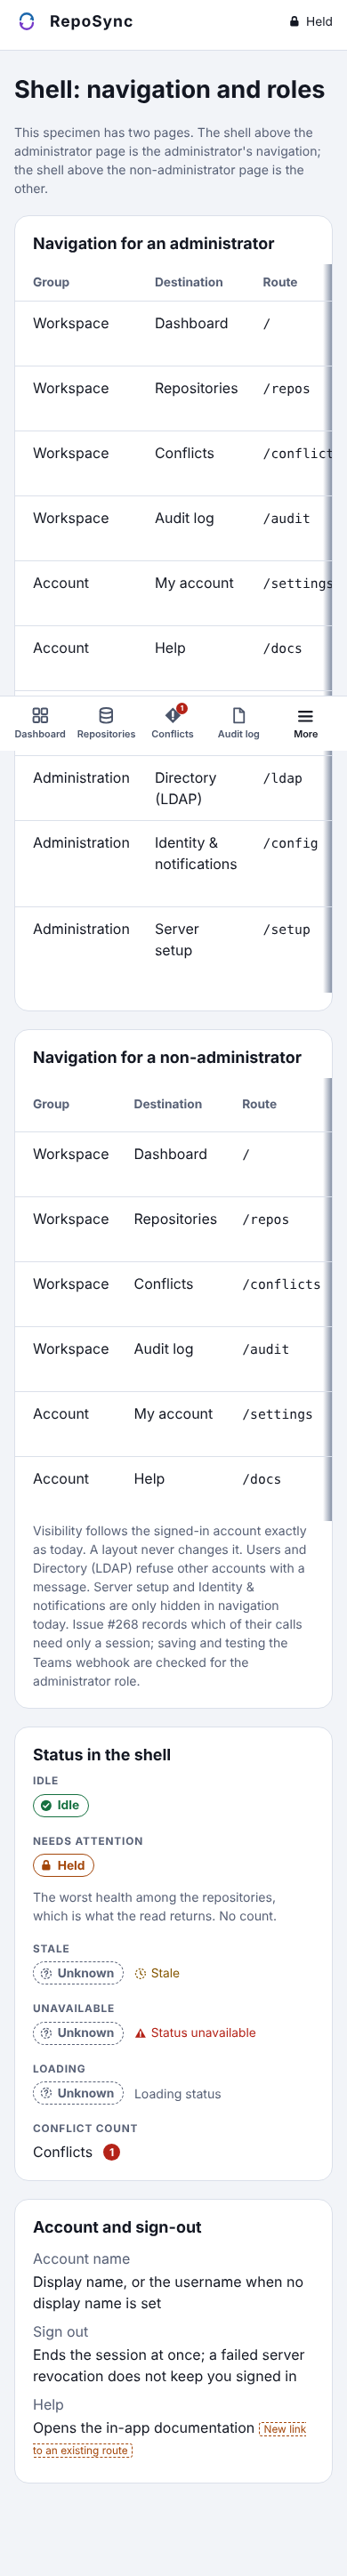 RepoSync
Held
Shell: navigation and roles
This specimen has two pages. The shell above the
administrator page is the administrator's navigation;
the shell above the non-administrator page is the
other.
Navigation for an administrator
Group Destination Route
Workspace Dashboard /
Workspace Repositories /repos
Workspace Conflicts /conflict
Workspace Audit log /audit
Account My account /settings
Account Help /docs
Dashboard Repositories Conflicts 1 Audit log More
Administration Directory /ldap
(LDAP)
Administration Identity & /config
notifications
Administration Server /setup
setup
Navigation for a non-administrator
Group Destination Route
Workspace Dashboard /
Workspace Repositories /repos
Workspace Conflicts /conflicts
Workspace Audit log /audit
Account My account /settings
Account Help /docs
Visibility follows the signed-in account exactly
as today. A layout never changes it. Users and
Directory (LDAP) refuse other accounts with a
message. Server setup and Identity &
notifications are only hidden in navigation
today. Issue #268 records which of their calls
need only a session; saving and testing the
Teams webhook are checked for the
administrator role.
Status in the shell
IDLE
Idle
NEEDS ATTENTION
Held
The worst health among the repositories,
which is what the read returns. No count.
STALE
Unknown Stale
UNAVAILABLE
Unknown Status unavailable
LOADING
Unknown Loading status
CONFLICT COUNT
Conflicts 1
Account and sign-out
Account name
Display name, or the username when no
display name is set
Sign out
Ends the session at once; a failed server
revocation does not keep you signed in
Help
Opens the in-app documentation New link
to an existing route